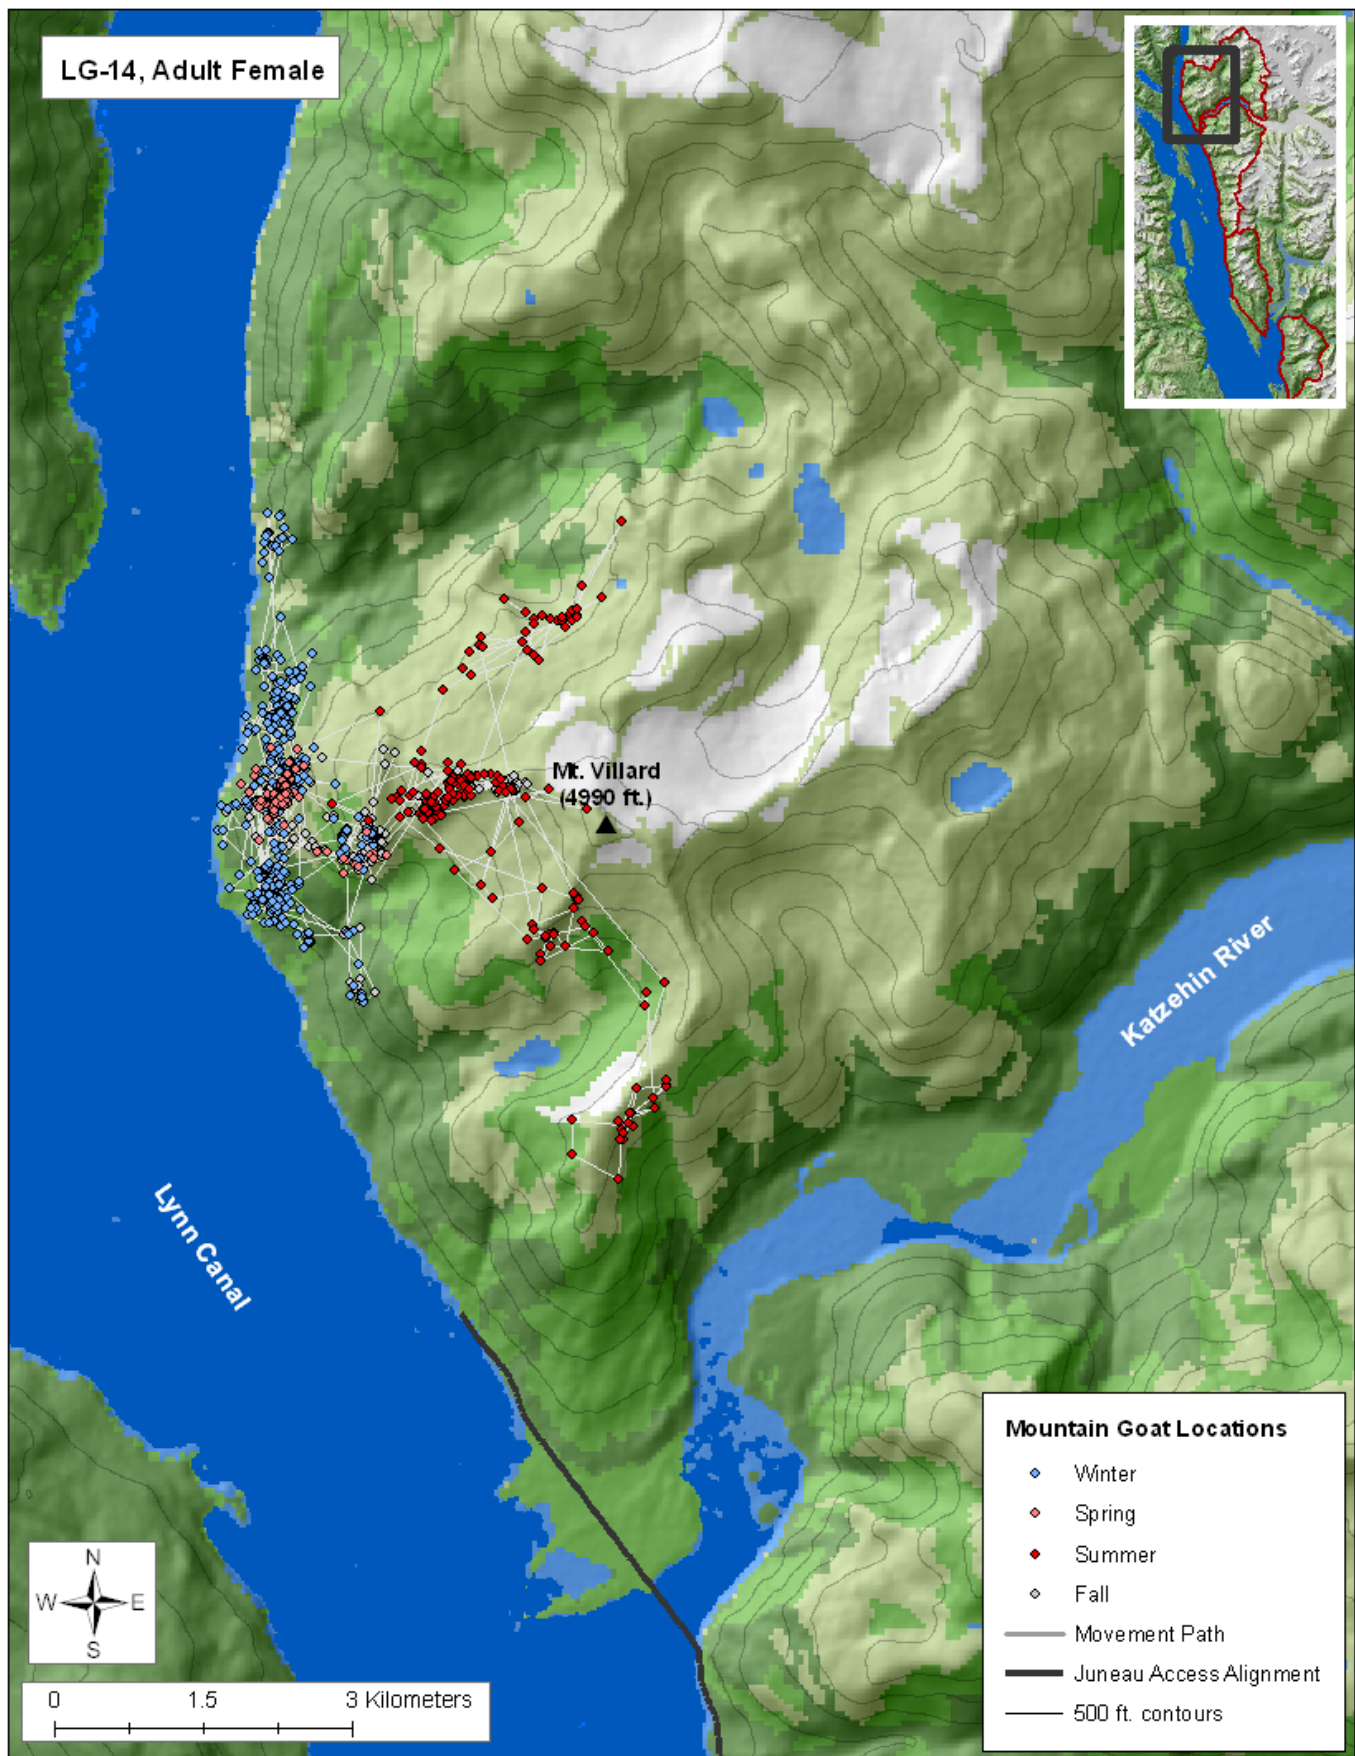 LG-14, Adult Female
Mt. Villard
(4990 ft.)
Katzehin River
Lynn Canal
Mountain Goat Locations
Winter
Spring
Summer
Fall
Movement Path
Juneau Access Alignment
500 ft. contours
N
W E
S
0 1.5 3 Kilometers